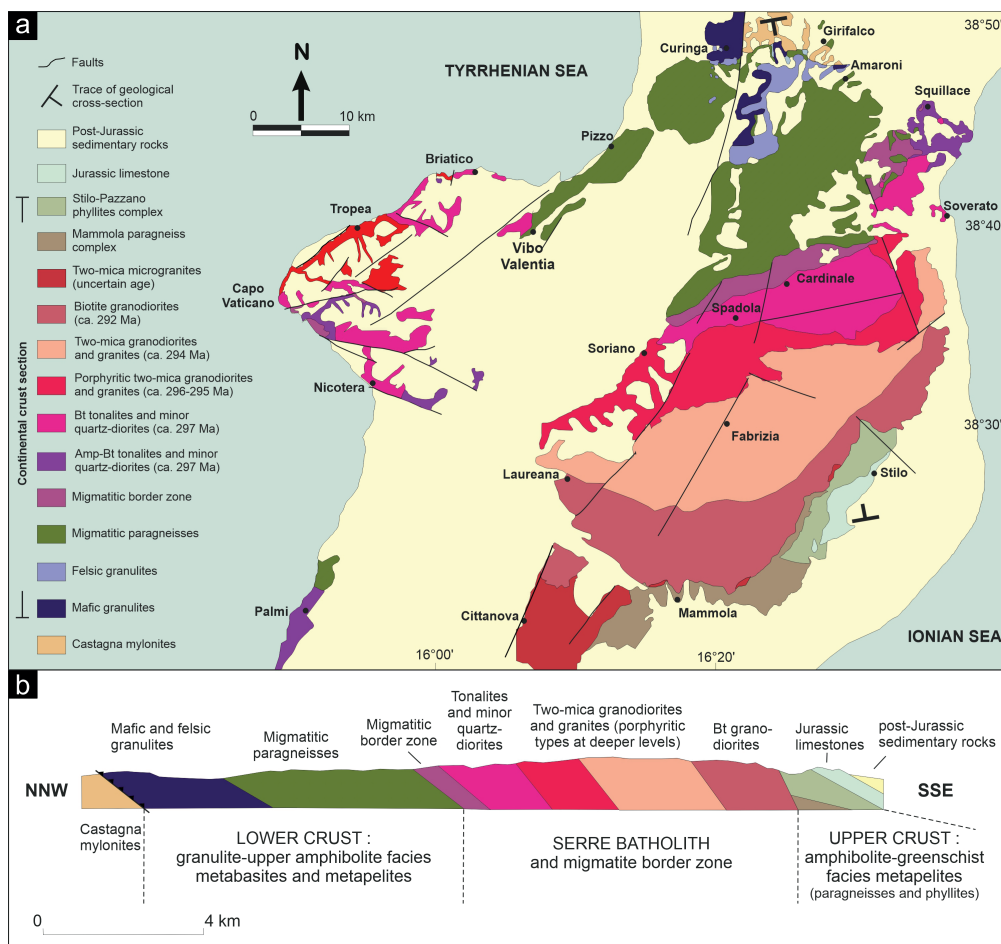 a
Faults
Trace of geological
cross-section
Post-Jurassic
sedimentary rocks
Jurassic limestone
Stilo-Pazzano
phyllites complex
Mammola paragneiss
complex
Two-mica microgranites
(uncertain age)
Biotite granodiorites
(ca. 292 Ma)
Two-mica granodiorites
and granites (ca. 294 Ma)
Porphyritic two-mica granodiorites
and granites (ca. 296-295 Ma)
Bt tonalites and minor
quartz-diorites (ca. 297 Ma)
Amp-Bt tonalites and minor
quartz-diorites (ca. 297 Ma)
Migmatitic border zone
Migmatitic paragneisses
Felsic granulites
Mafic granulites
Castagna mylonites
Continental crust section
N
0 10 km
TYRRHENIAN SEA
Curinga
Girifalco
38°50'
Amaroni
Squillace
Pizzo
Briatico
Tropea
Soverato
38°40'
Vibo
Valentia
Capo
Vaticano
Cardinale
Spadola
Soriano
Nicotera
38°30'
Fabrizia
Laureana
Stilo
Palmi
Cittanova
Mammola
IONIAN SEA
16°00'
16°20'
b
Mafic and felsic
granulites
Migmatitic
paragneisses
Migmatitic
border zone
Tonalites
and minor
quartz-
diorites
Two-mica granodiorites
and granites (porphyritic
types at deeper levels)
Bt grano-
diorites
Jurassic
limestones
post-Jurassic
sedimentary rocks
NNW
SSE
Castagna
mylonites
LOWER CRUST :
granulite-upper amphibolite facies
metabasites and metapelites
SERRE BATHOLITH
and migmatite border zone
UPPER CRUST :
amphibolite-greenschist
facies metapelites
(paragneisses and phyllites)
0 4 km